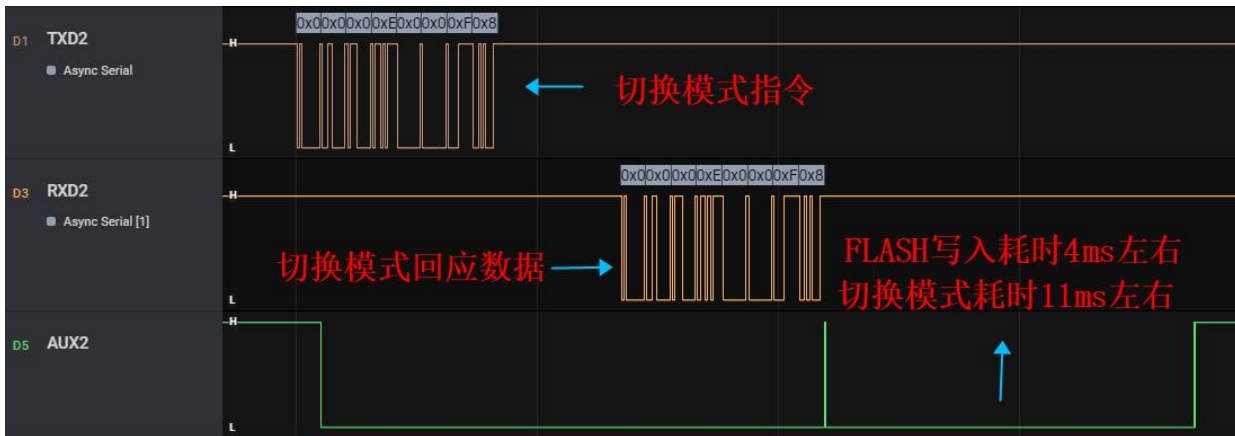 D1 TXD2
Async Serial
H
L
0x00x00x00xE0x00x00xF0x8
切换模式指令
D3 RXD2
Async Serial [1]
H
L
0x00x00x00xE0x00x00xF0x8
切换模式回应数据
FLASH写入耗时4ms左右
切换模式耗时11ms左右
D5 AUX2
H
L